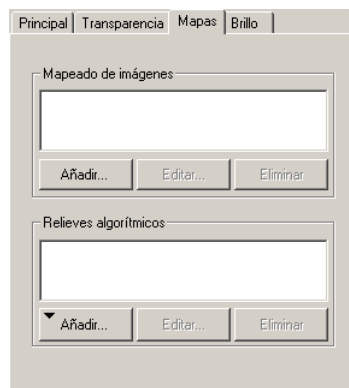 Principal Transparencia Mapas Brillo
Mapeado de imágenes
Añadir... Editar... Eliminar
Relieves algorítmicos
Añadir... Editar... Eliminar